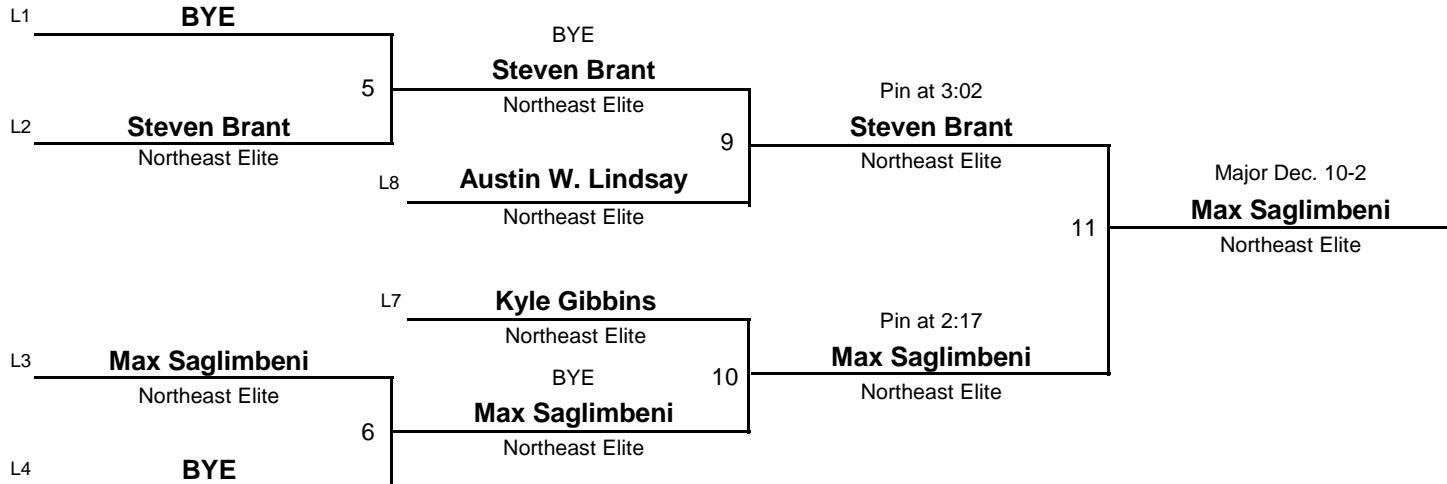 L1 BYE
BYE
Steven Brant
5
Northeast Elite
Pin at 3:02
L2 Steven Brant
Steven Brant
Northeast Elite
9
Northeast Elite
L8 Austin W. Lindsay
Major Dec. 10-2
Northeast Elite
Max Saglimbeni
11
Northeast Elite
L7 Kyle Gibbins
Northeast Elite
Pin at 2:17
L3 Max Saglimbeni
Max Saglimbeni
BYE
10
Northeast Elite
Northeast Elite
Max Saglimbeni
6
Northeast Elite
L4 BYE